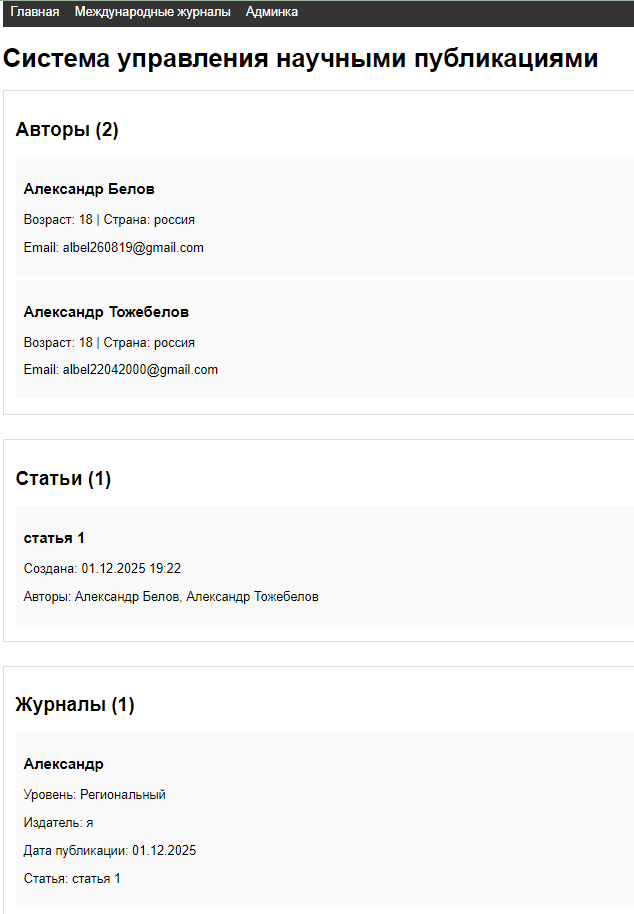 Главная Международные журналы Админка
Система управления научными публикациями
Авторы (2)
Александр Белов
Возраст: 18 | Страна: россия
Email: albel260819@gmail.com
Александр Тожебелов
Возраст: 18 | Страна: россия
Email: albel22042000@gmail.com
Статьи (1)
статья 1
Создана: 01.12.2025 19:22
Авторы: Александр Белов, Александр Тожебелов
Журналы (1)
Александр
Уровень: Региональный
Издатель: я
Дата публикации: 01.12.2025
Статья: статья 1